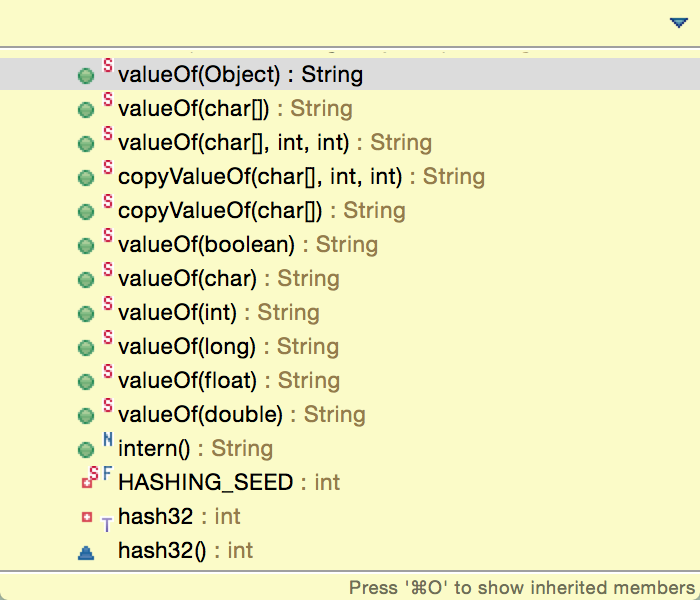 S valueOf(Object) : String
S valueOf(char[]) : String
S valueOf(char[], int, int) : String
S copyValueOf(char[], int, int) : String
S copyValueOf(char[]) : String
S valueOf(boolean) : String
S valueOf(char) : String
S valueOf(int) : String
S valueOf(long) : String
S valueOf(float) : String
S valueOf(double) : String
N intern() : String
S F HASHING_SEED : int
T hash32 : int
hash32() : int
Press '⌘O' to show inherited members